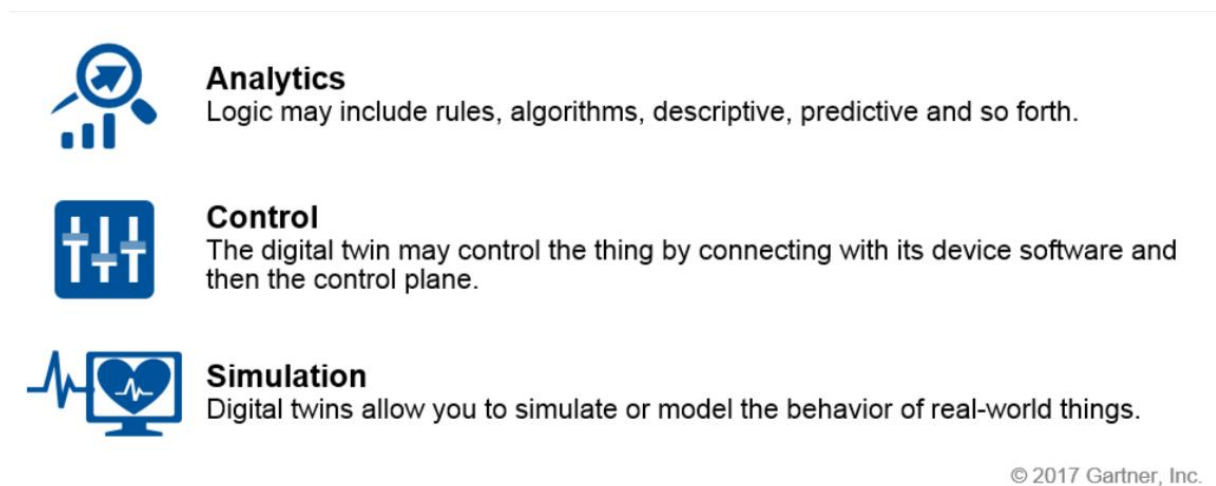 Analytics
Logic may include rules, algorithms, descriptive, predictive and so forth.
Control
The digital twin may control the thing by connecting with its device software and
then the control plane.
Simulation
Digital twins allow you to simulate or model the behavior of real-world things.
© 2017 Gartner, Inc.